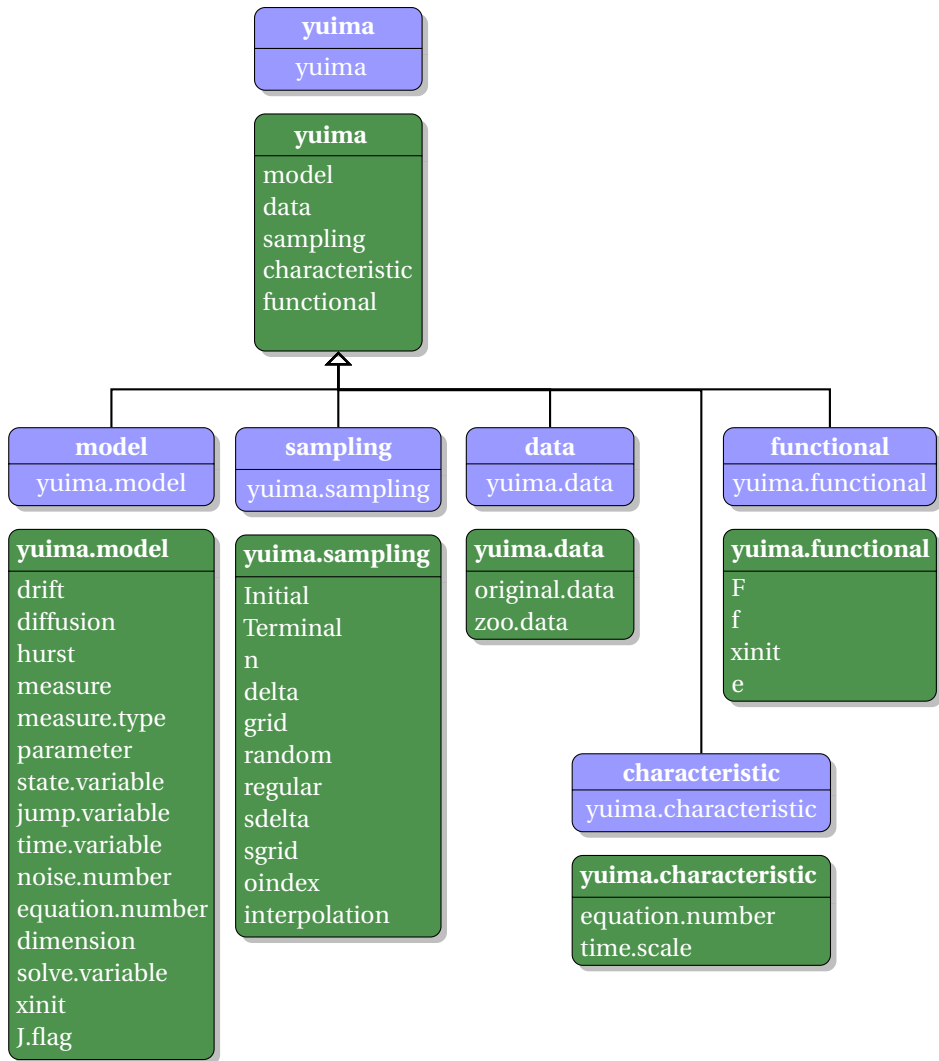 yuima
yuima
yuima
model
data
sampling
characteristic
functional
model
yuima.model
yuima.model
drift
diffusion
hurst
measure
measure.type
parameter
state.variable
jump.variable
time.variable
noise.number
equation.number
dimension
solve.variable
xinit
J.flag
sampling
yuima.sampling
yuima.sampling
Initial
Terminal
n
delta
grid
random
regular
sdelta
sgrid
oindex
interpolation
data
yuima.data
yuima.data
original.data
zoo.data
characteristic
yuima.characteristic
yuima.characteristic
equation.number
time.scale
functional
yuima.functional
yuima.functional
F
f
xinit
e